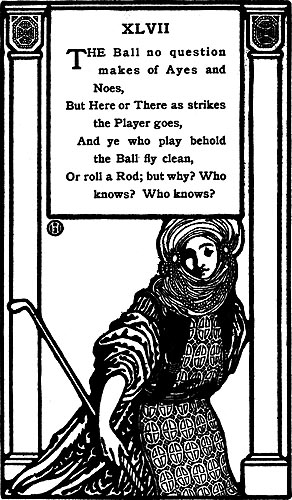 XLVII
THE Ball no question
makes of Ayes and
Noes,
But Here or There as strikes
the Player goes,
And ye who play behold
the Ball fly clean,
Or roll a Rod; but why? Who
knows? Who knows?